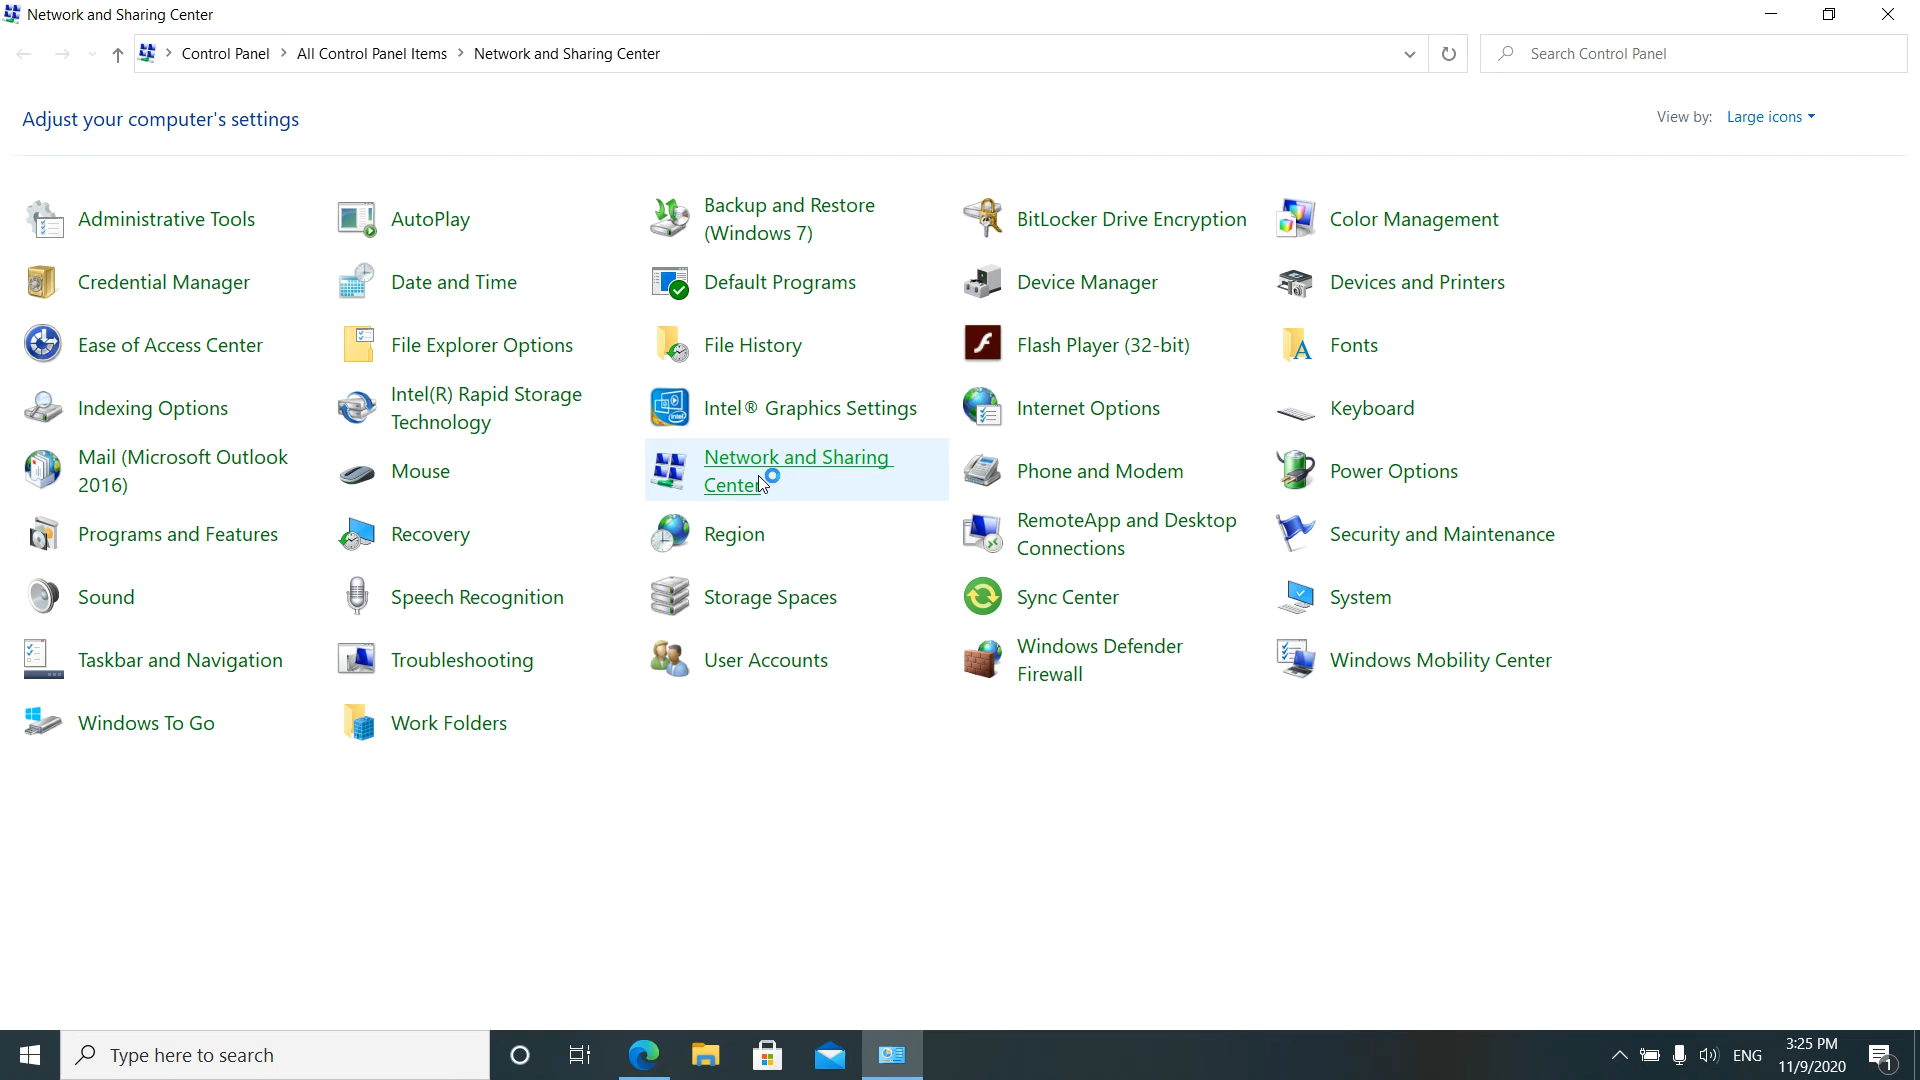 Network and Sharing Center
Control Panel > All Control Panel Items > Network and Sharing Center
Search Control Panel
Adjust your computer's settings
View by: Large icons
Administrative Tools
AutoPlay
Backup and Restore
(Windows 7)
BitLocker Drive Encryption
Color Management
Credential Manager
Date and Time
Default Programs
Device Manager
Devices and Printers
Ease of Access Center
File Explorer Options
File History
Flash Player (32-bit)
Fonts
Indexing Options
Intel(R) Rapid Storage
Technology
Intel® Graphics Settings
Internet Options
Keyboard
Mail (Microsoft Outlook
2016)
Mouse
Network and Sharing
Center
Phone and Modem
Power Options
Programs and Features
Recovery
Region
RemoteApp and Desktop
Connections
Security and Maintenance
Sound
Speech Recognition
Storage Spaces
Sync Center
System
Taskbar and Navigation
Troubleshooting
User Accounts
Windows Defender
Firewall
Windows Mobility Center
Windows To Go
Work Folders
Type here to search
ENG
3:25 PM
11/9/2020
1